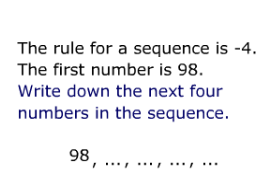 The rule for a sequence is -4.
The first number is 98.
Write down the next four
numbers in the sequence.
98, ..., ..., ..., ...